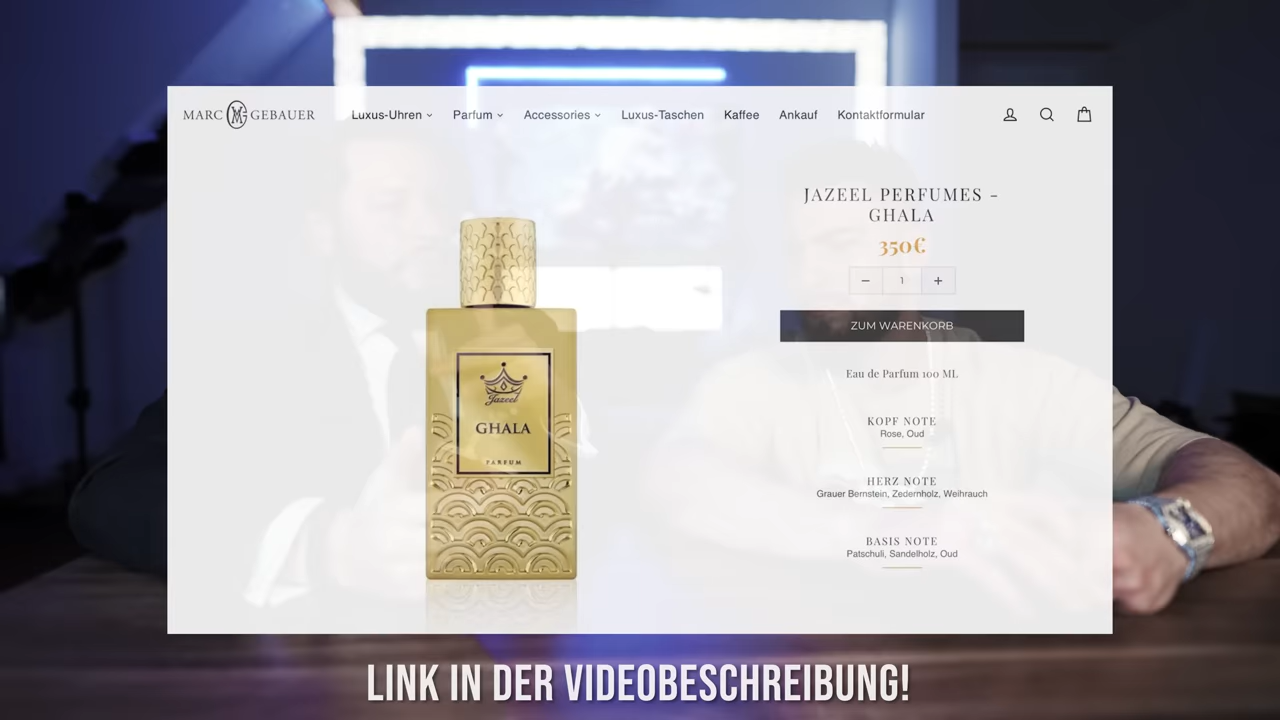 MARC GEBAUER
Luxus-Uhren Parfum Accessories Luxus-Taschen Kaffee Ankauf Kontaktformular
JAZEEL PERFUMES -
GHALA
350€
− 1 +
ZUM WARENKORB
Eau de Parfum 100 ML
KOPF NOTE
Rose, Oud
HERZ NOTE
Grauer Bernstein, Zedernholz, Weihrauch
BASIS NOTE
Patschuli, Sandelholz, Oud
Jazeel
GHALA
PARFUM
LINK IN DER VIDEOBESCHREIBUNG!